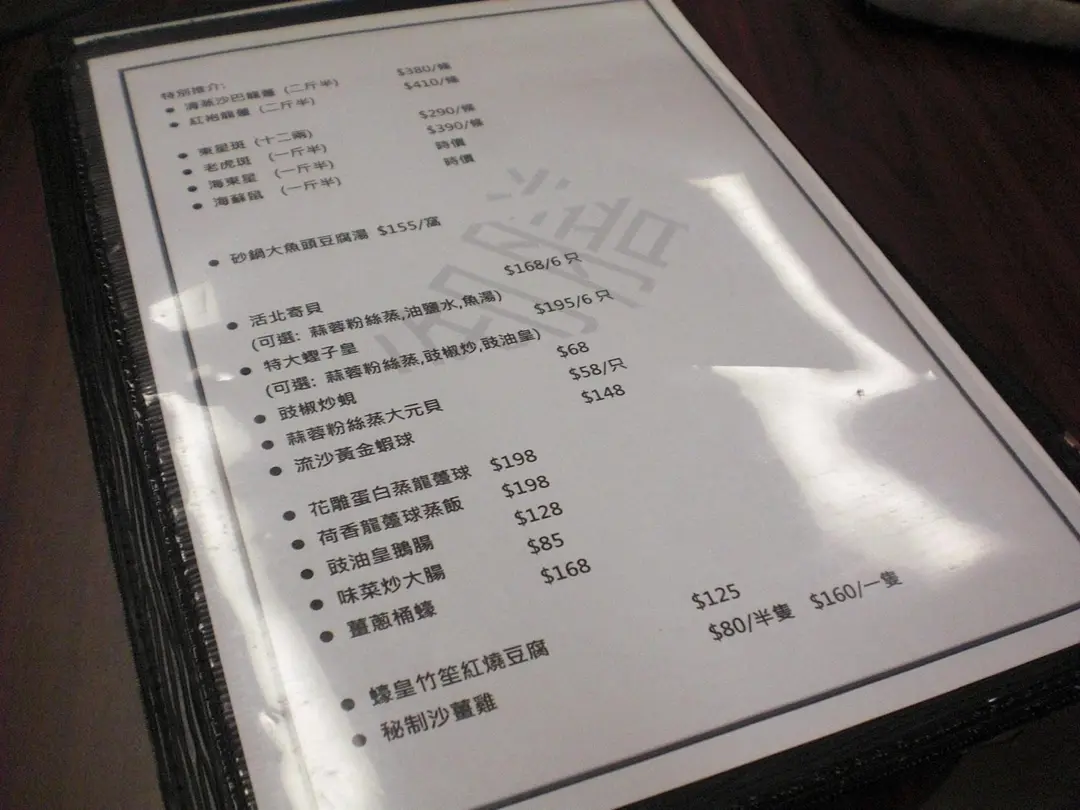 特別推介:
● 海蒸沙巴龍躉 (二斤半) $380/條
● 紅袍龍躉 (二斤半) $410/條
● 東星斑 (十二兩) $290/條
● 老虎斑 (一斤半) $390/條
● 海東星 (一斤半) 時價
● 海蘇鼠 (一斤半) 時價
● 砂鍋大魚頭豆腐湯 $155/窩
● 活北寄貝 $168/6 只
(可選: 蒜蓉粉絲蒸,油鹽水,魚湯)
● 特大蟶子皇 $195/6 只
(可選: 蒜蓉粉絲蒸,豉椒炒,豉油皇)
● 豉椒炒蜆 $68
● 蒜蓉粉絲蒸大元貝 $58/只
● 流沙黃金蝦球 $148
● 花雕蛋白蒸龍躉球 $198
● 荷香龍躉球蒸飯 $198
● 豉油皇鵝腸 $128
● 味菜炒大腸 $85
● 薑蔥桶蠔 $168
● 蠔皇竹笙紅燒豆腐 $125
● 秘制沙薑雞 $80/半隻 $160/一隻